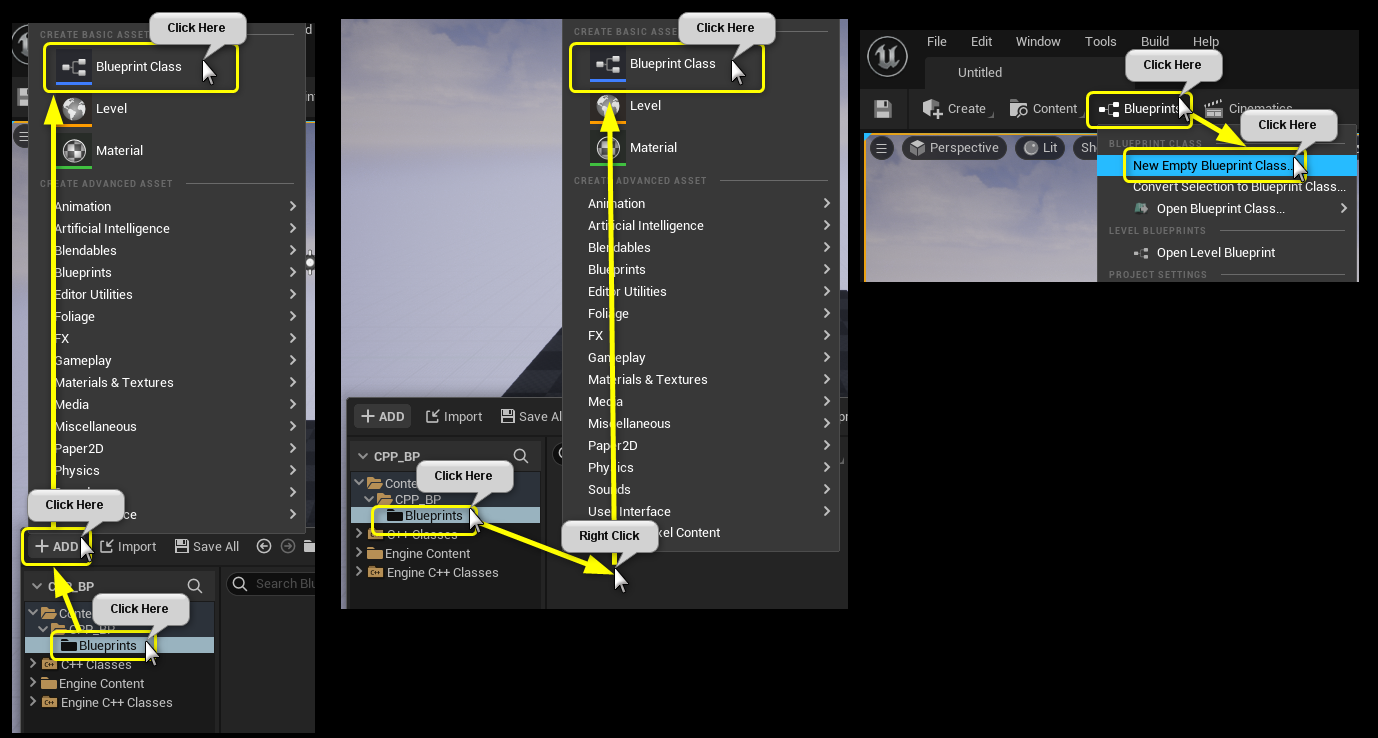 CREATE BASIC ASSET
Click Here
Blueprint Class
Level
Material
CREATE ADVANCED ASSET
Animation
Artificial Intelligence
Blendables
Blueprints
Editor Utilities
Foliage
FX
Gameplay
Materials & Textures
Media
Miscellaneous
Paper2D
Physics
Click Here
ADD
Import
Save All
CPP_BP
Search Blu
Click Here
Conte
CPP_BP
Blueprints
C++ Classes
Engine Content
Engine C++ Classes
CREATE BASIC ASSET
Click Here
Blueprint Class
Level
Material
CREATE ADVANCED ASSET
Animation
Artificial Intelligence
Blendables
Blueprints
Editor Utilities
Foliage
FX
Gameplay
Materials & Textures
Media
Miscellaneous
Paper2D
Physics
Sounds
User Interface
xel Content
ADD
Import
Save Al
CPP_BP
Click Here
Conte
CPP_BP
Blueprints
C++ Classes
Engine Content
Engine C++ Classes
Right Click
File Edit Window Tools Build Help
Untitled
Click Here
Create
Content
Blueprints
Cinematics
Click Here
Perspective
Lit
Sh
BLUEPRINT CLASS
New Empty Blueprint Class...
Convert Selection to Blueprint Class...
Open Blueprint Class...
LEVEL BLUEPRINTS
Open Level Blueprint
PROJECT SETTINGS